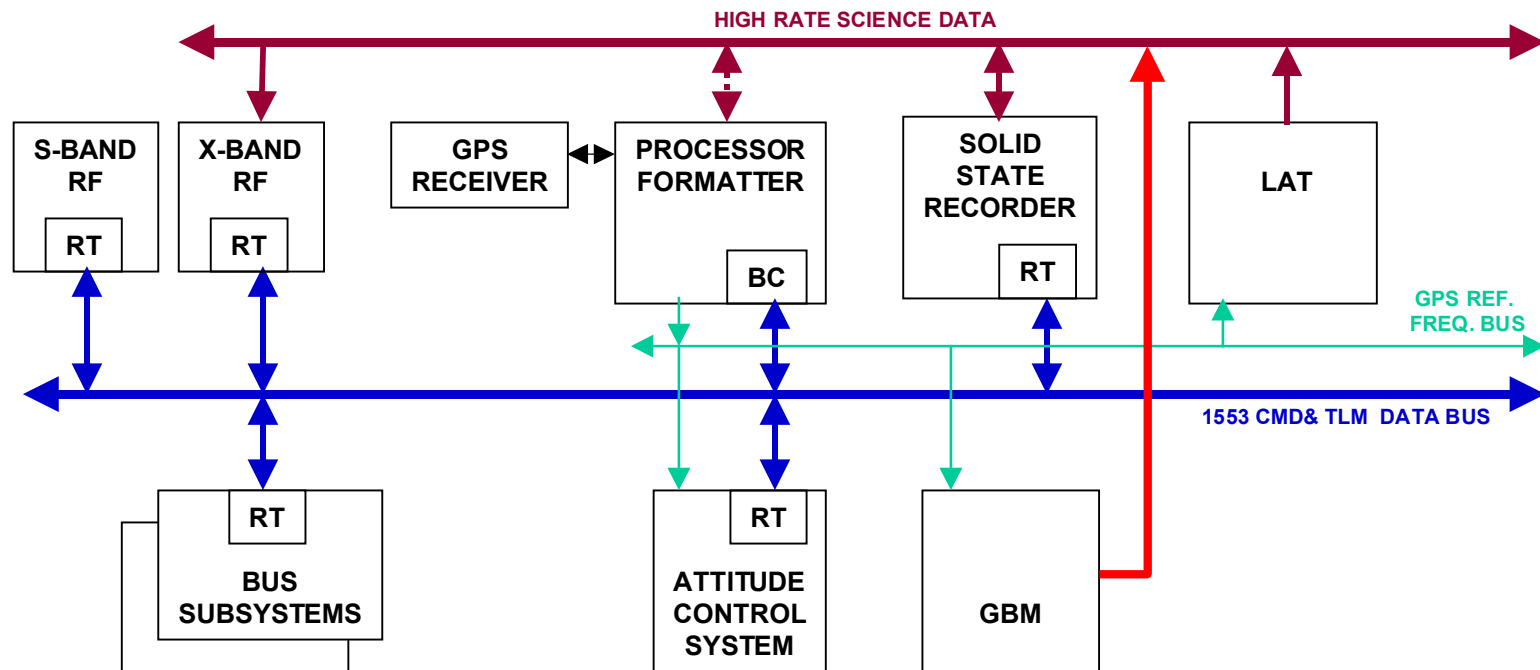 HIGH RATE SCIENCE DATA
S-BAND
RF
RT
X-BAND
RF
RT
GPS
RECEIVER
PROCESSOR
FORMATTER
BC
SOLID
STATE
RECORDER
RT
LAT
GPS REF.
FREQ. BUS
1553 CMD& TLM DATA BUS
RT
BUS
SUBSYSTEMS
RT
ATTITUDE
CONTROL
SYSTEM
GBM